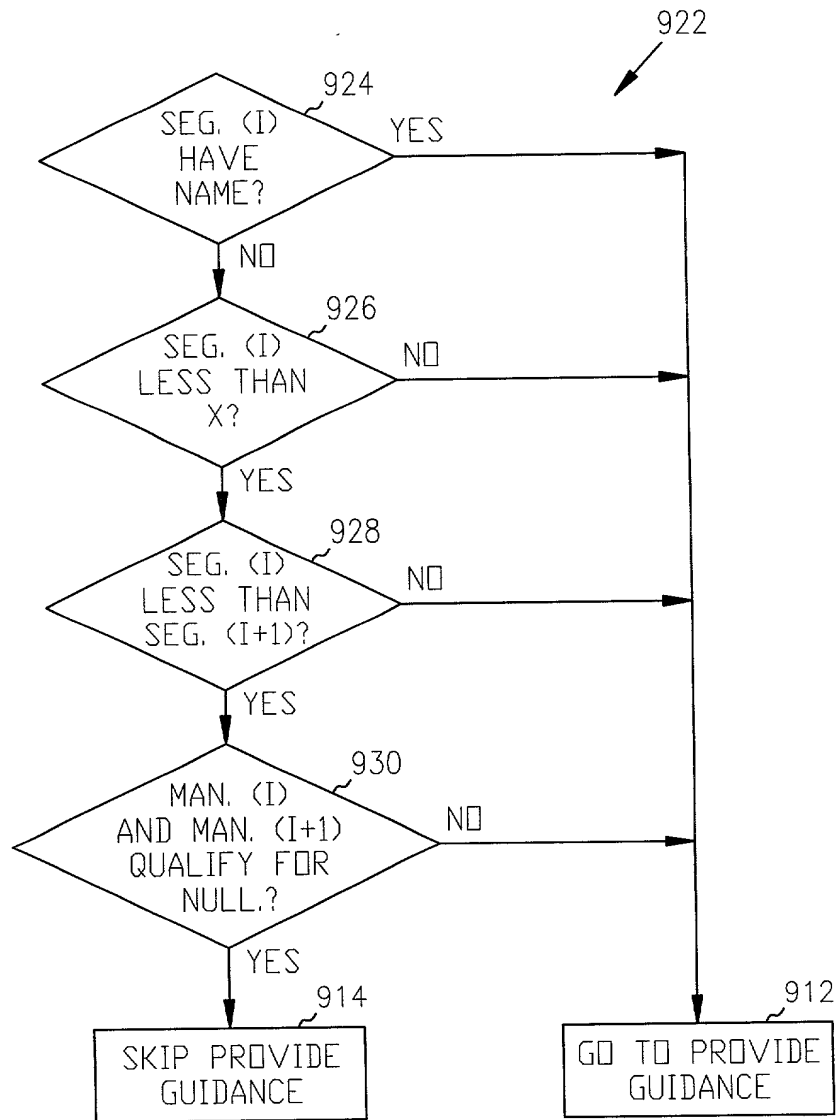 922
924
SEG. (I)
HAVE
NAME?
YES
NO
926
SEG. (I)
LESS THAN
X?
NO
YES
928
SEG. (I)
LESS THAN
SEG. (I+1)?
NO
YES
930
MAN. (I)
AND MAN. (I+1)
QUALIFY FOR
NULL.?
NO
YES
914
SKIP PROVIDE
GUIDANCE
912
GO TO PROVIDE
GUIDANCE